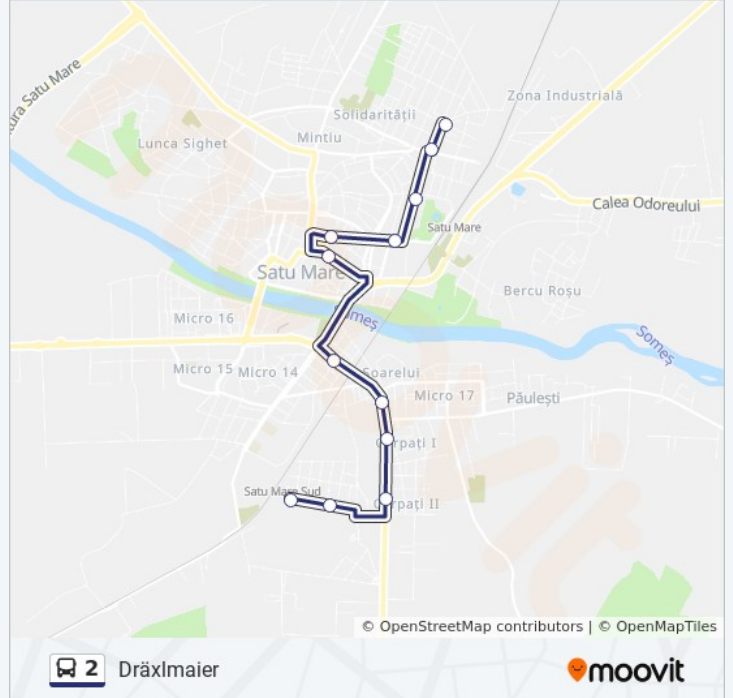 Zona Industrială
ura Satu Mare
Solidarității
Mintiu
Lunca Sighet
Calea Odoreului
Satu Mare
Satu Mare
Bercu Roșu
Micro 16
Someș
Someș
Micro 15
Micro 14
Soarelui
Micro 17
Păulești
Carpați I
Satu Mare Sud
Carpați II
© OpenStreetMap contributors | © OpenMapTiles
2 Dräxlmaier
moovit